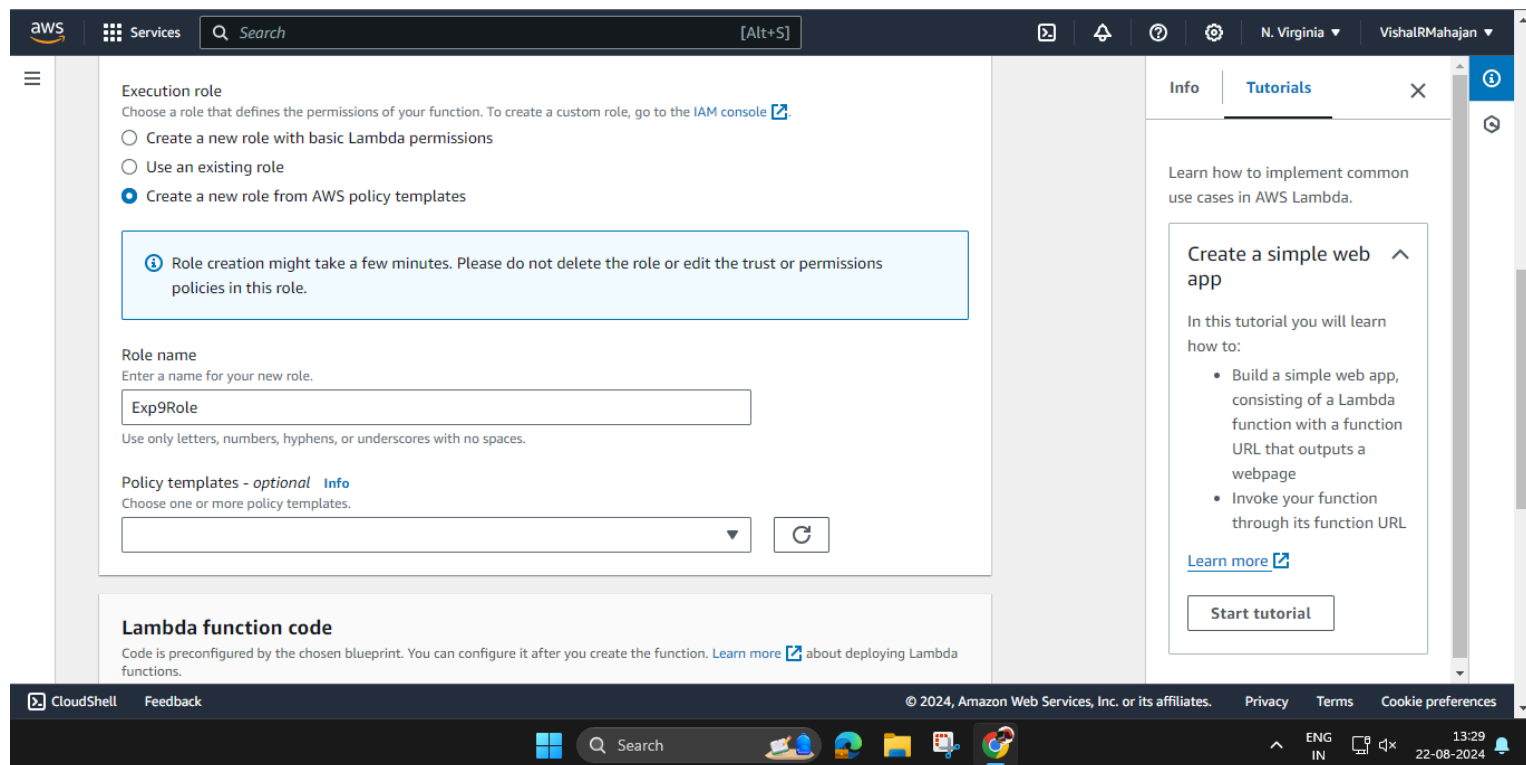 aws
Services
Search
[Alt+S]
N. Virginia ▼
VishalRMahajan ▼
Execution role
Choose a role that defines the permissions of your function. To create a custom role, go to the IAM console.
Create a new role with basic Lambda permissions
Use an existing role
Create a new role from AWS policy templates
Role creation might take a few minutes. Please do not delete the role or edit the trust or permissions
policies in this role.
Role name
Enter a name for your new role.
Exp9Role
Use only letters, numbers, hyphens, or underscores with no spaces.
Policy templates - optional Info
Choose one or more policy templates.
Lambda function code
Code is preconfigured by the chosen blueprint. You can configure it after you create the function. Learn more about deploying Lambda
functions.
Info
Tutorials
Learn how to implement common
use cases in AWS Lambda.
Create a simple web
app
In this tutorial you will learn
how to:
• Build a simple web app,
consisting of a Lambda
function with a function
URL that outputs a
webpage
• Invoke your function
through its function URL
Learn more
Start tutorial
CloudShell
Feedback
© 2024, Amazon Web Services, Inc. or its affiliates.
Privacy
Terms
Cookie preferences
Search
ENG
IN
13:29
22-08-2024